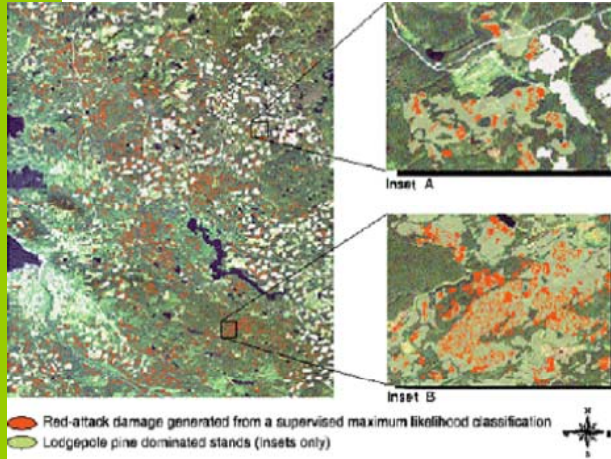 Inset A
Inset B
Red-attack damage generated from a supervised maximum likelihood classification
Lodgepole pine dominated stands (Insets only)